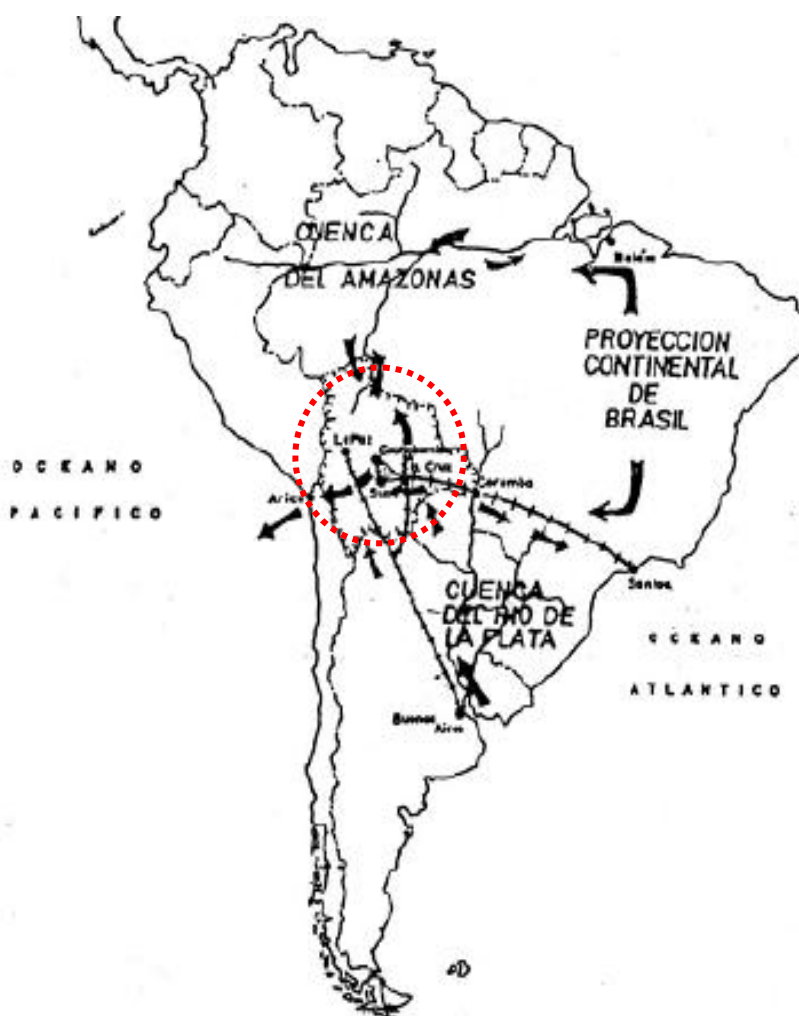 CUENCA
DEL AMAZONAS
Belém
PROYECCION
CONTINENTAL
DE
BRASIL
La Paz
S. Cruz
Corumba
Arica
OCEANO
PACIFICO
Santos
CUENCA
DEL RIO DE
LA PLATA
OCEANO
ATLANTICO
Buenos
Aires